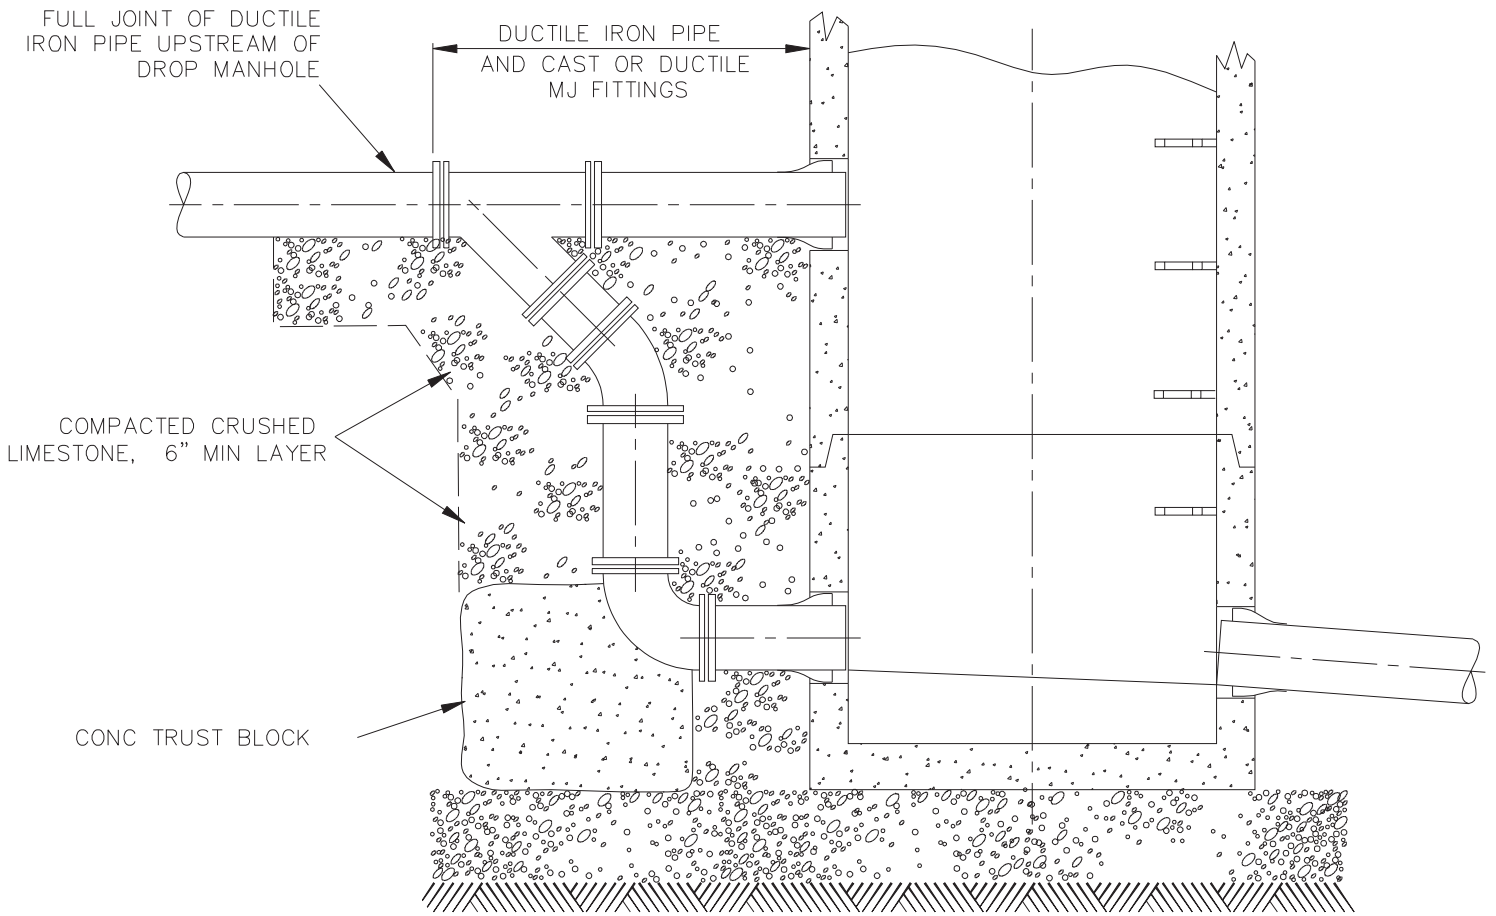 FULL JOINT OF DUCTILE
IRON PIPE UPSTREAM OF
DROP MANHOLE
DUCTILE IRON PIPE
AND CAST OR DUCTILE
MJ FITTINGS
COMPACTED CRUSHED
LIMESTONE, 6” MIN LAYER
CONC TRUST BLOCK